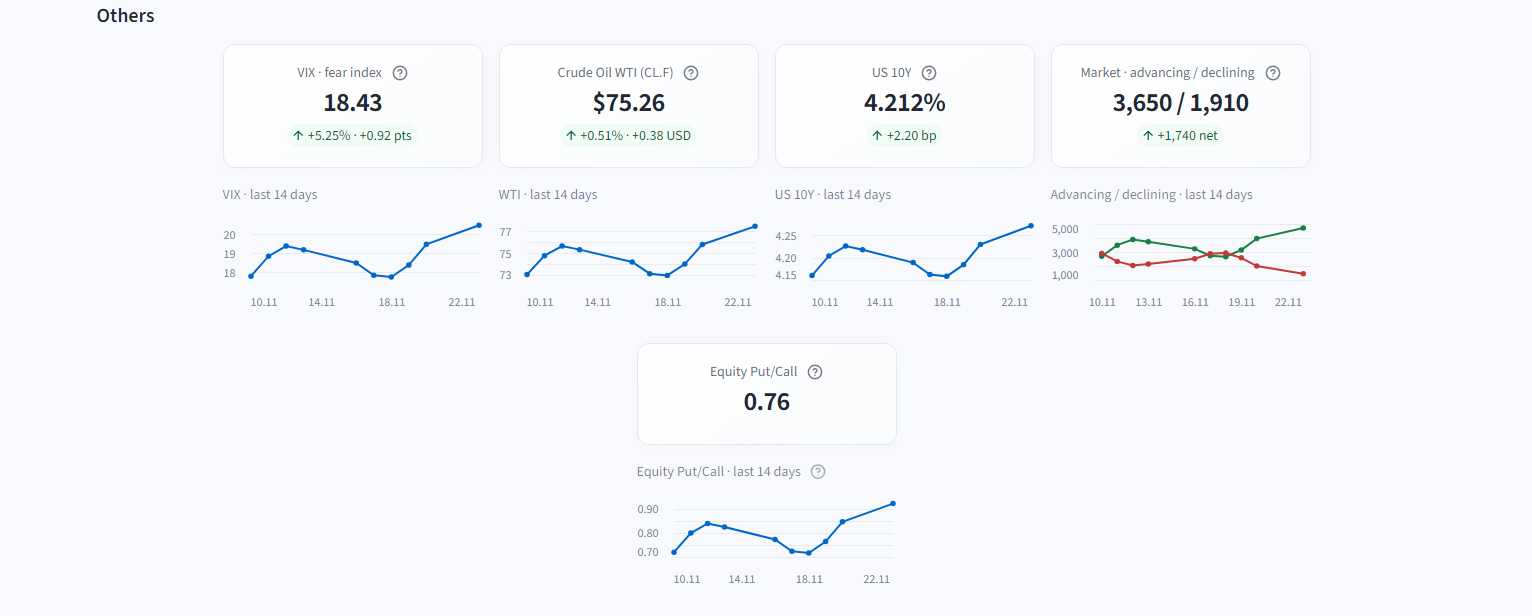 Others
VIX · fear index
18.43
↑ +5.25% · +0.92 pts
Crude Oil WTI (CL.F)
$75.26
↑ +0.51% · +0.38 USD
US 10Y
4.212%
↑ +2.20 bp
Market · advancing / declining
3,650 / 1,910
↑ +1,740 net
VIX · last 14 days
20
19
18
10.11 14.11 18.11 22.11
WTI · last 14 days
77
75
73
10.11 14.11 18.11 22.11
US 10Y · last 14 days
4.25
4.20
4.15
10.11 14.11 18.11 22.11
Advancing / declining · last 14 days
5,000
3,000
1,000
10.11 13.11 16.11 19.11 22.11
Equity Put/Call
0.76
Equity Put/Call · last 14 days
0.90
0.80
0.70
10.11 14.11 18.11 22.11